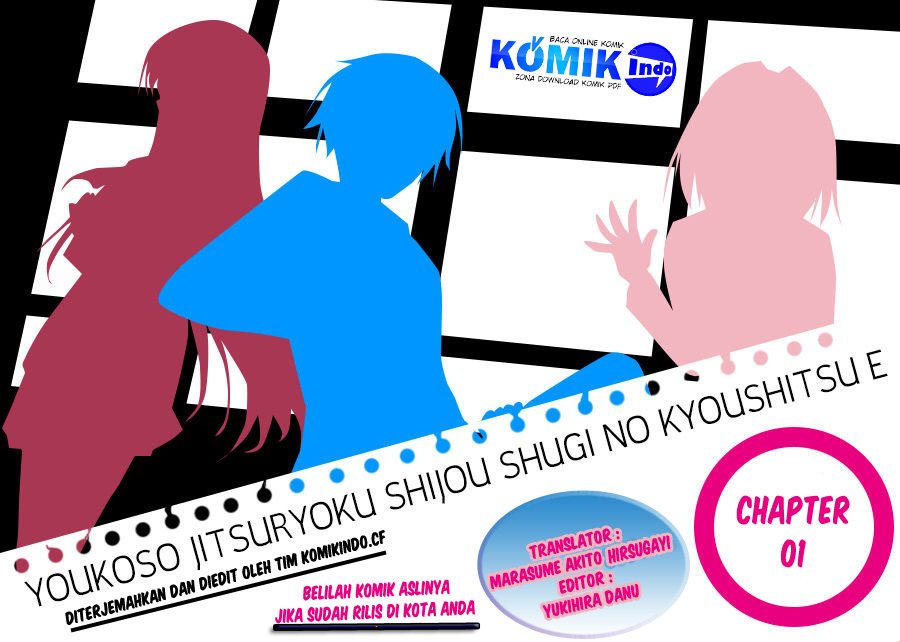 BACA ONLINE KOMIK
KOMIK Indo
ZONA DOWNLOAD KOMIK PDF
YOUKOSO JITSURYOKU SHIJOU SHUGI NO KYOUSHITSU E
DITERJEMAHKAN DAN DIEDIT OLEH TIM KOMIKINDO.CF
BELILAH KOMIK ASLINYA
JIKA SUDAH RILIS DI KOTA ANDA
TRANSLATOR :
MARASUME AKITO HIRSUGAYI
EDITOR :
YUKIHIRA DANU
CHAPTER
01